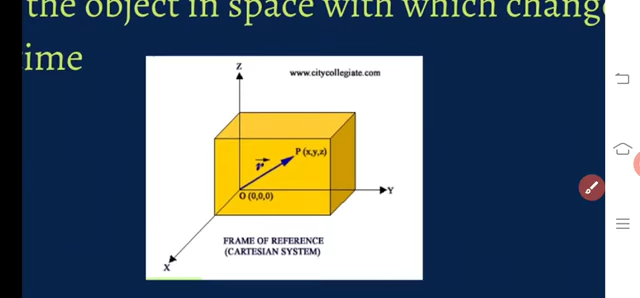 the object in space with which change
ime
Z
www.citycollegiate.com
P (x,y,z)
r
Y
O (0,0,0)
FRAME OF REFERENCE
(CARTESIAN SYSTEM)
X